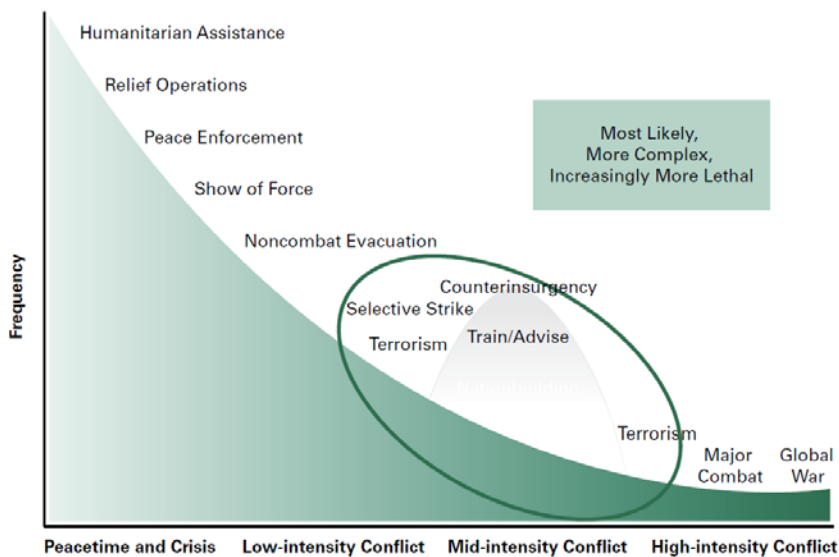 Humanitarian Assistance
Relief Operations
Peace Enforcement
Show of Force
Noncombat Evacuation
Most Likely,
More Complex,
Increasingly More Lethal
Counterinsurgency
Selective Strike
Train/Advise
Terrorism
Nationbuilding
Terrorism
Major
Combat
Global
War
Frequency
Peacetime and Crisis
Low-intensity Conflict
Mid-intensity Conflict
High-intensity Conflict